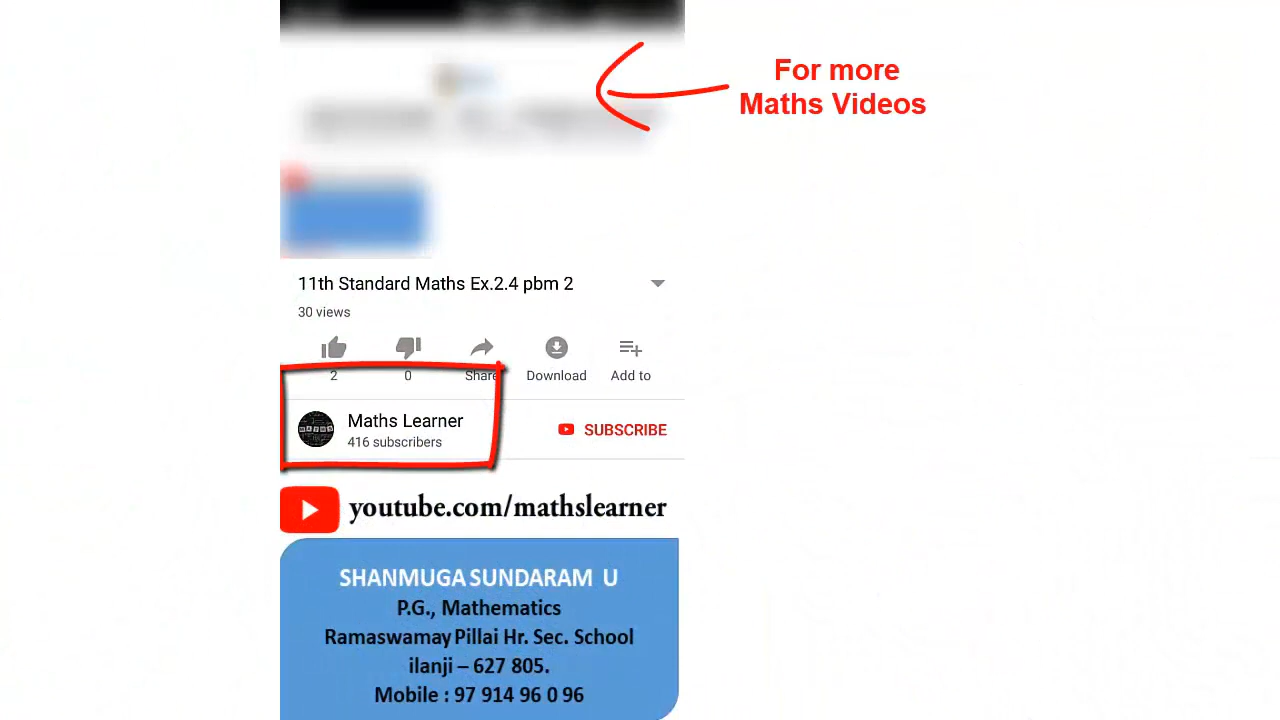 For more
Maths Videos
11th Standard Maths Ex.2.4 pbm 2
30 views
2
0
Share
Download
Add to
Maths Learner
416 subscribers
SUBSCRIBE
youtube.com/mathslearner
SHANMUGA SUNDARAM U
P.G., Mathematics
Ramaswamay Pillai Hr. Sec. School
ilanji – 627 805.
Mobile : 97 914 96 0 96